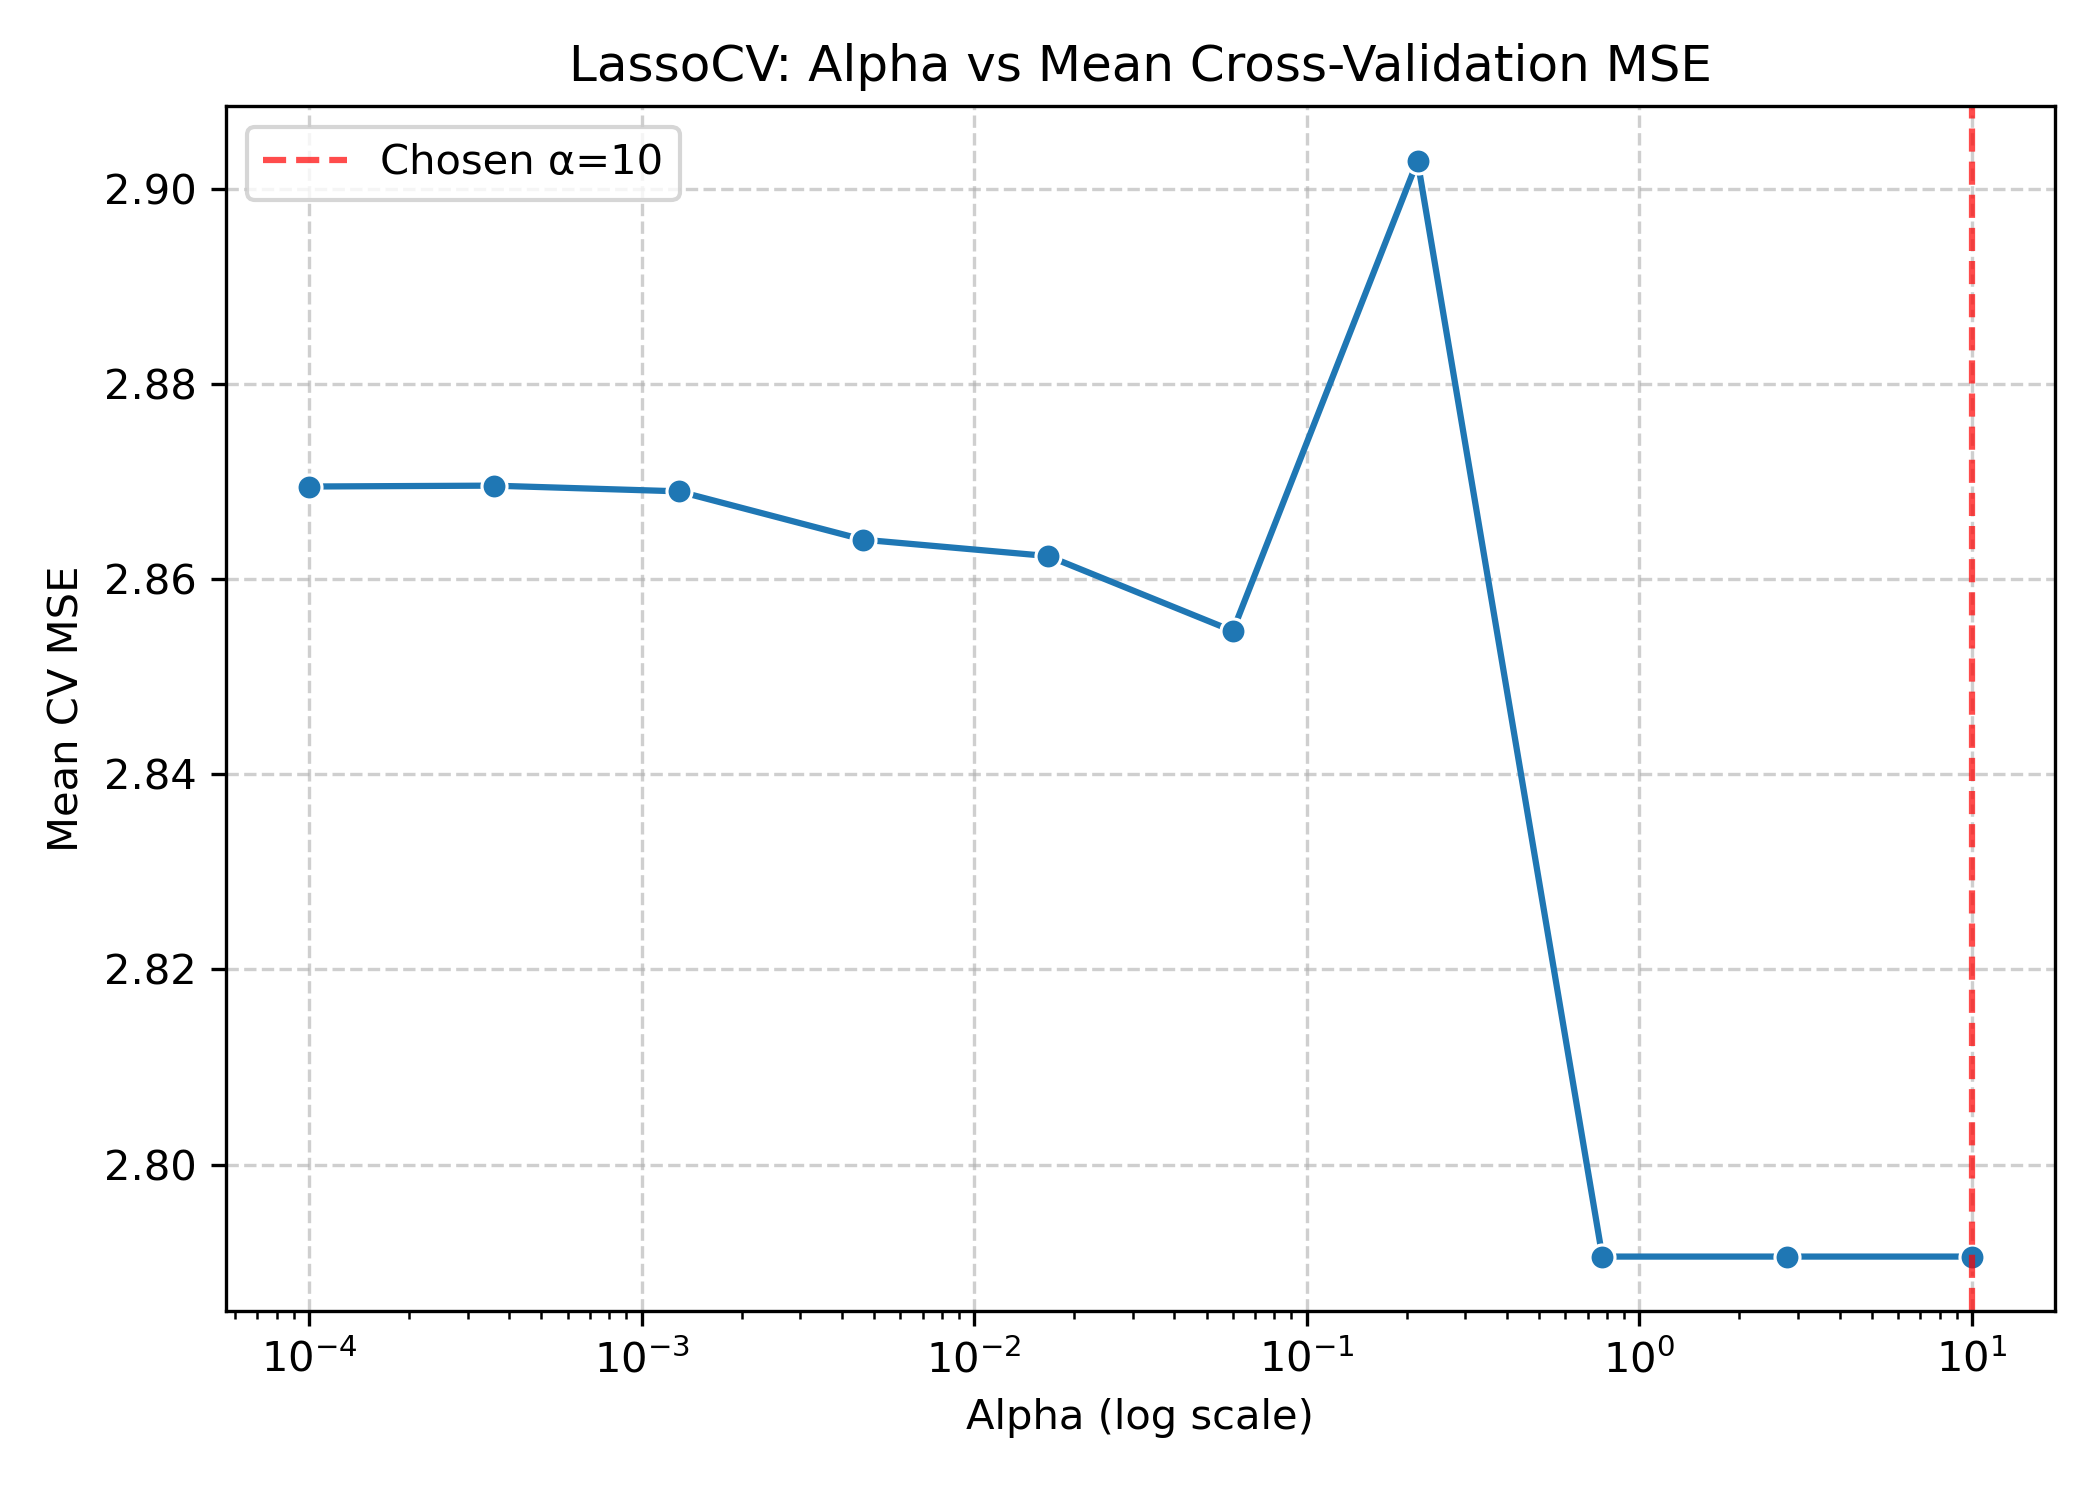 LassoCV: Alpha vs Mean Cross-Validation MSE
Chosen α=10
Mean CV MSE
2.90
2.88
2.86
2.84
2.82
2.80
10⁻⁴ 10⁻³ 10⁻² 10⁻¹ 10⁰ 10¹
Alpha (log scale)